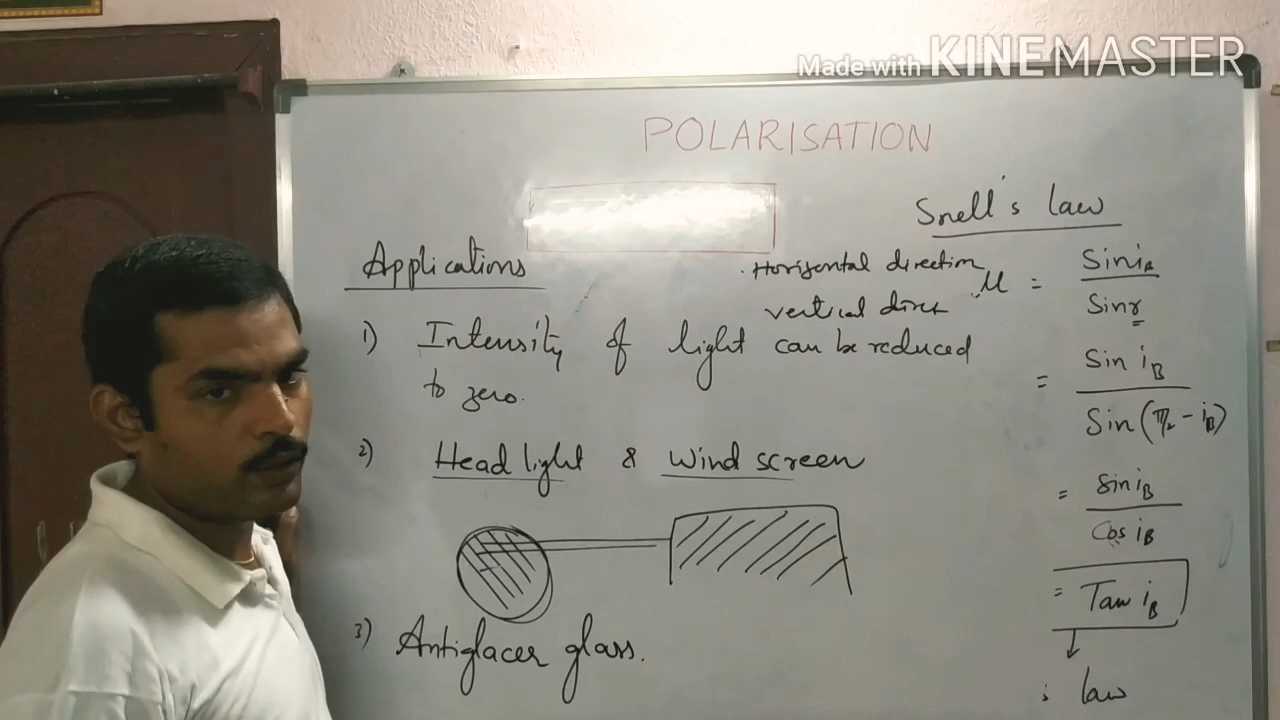 Made with KINEMASTER
POLARISATION
Applications
1) Intensity of light can be reduced
to zero.
2) Head light & Wind screen
3) Antiglacer glass.
Horizontal direction
vertical direct
Snell's law
μ = Sin iB / Sin r
= Sin iB / Sin (π/2 - iB)
= Sin iB / Cos iB
= Tan iB
law